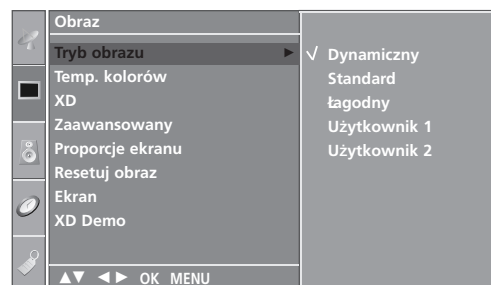 Obraz
Tryb obrazu ►
Temp. kolorów
XD
Zaawansowany
Proporcje ekranu
Resetuj obraz
Ekran
XD Demo
▲▼ ◄► OK MENU
√ Dynamiczny
Standard
Łagodny
Użytkownik 1
Użytkownik 2